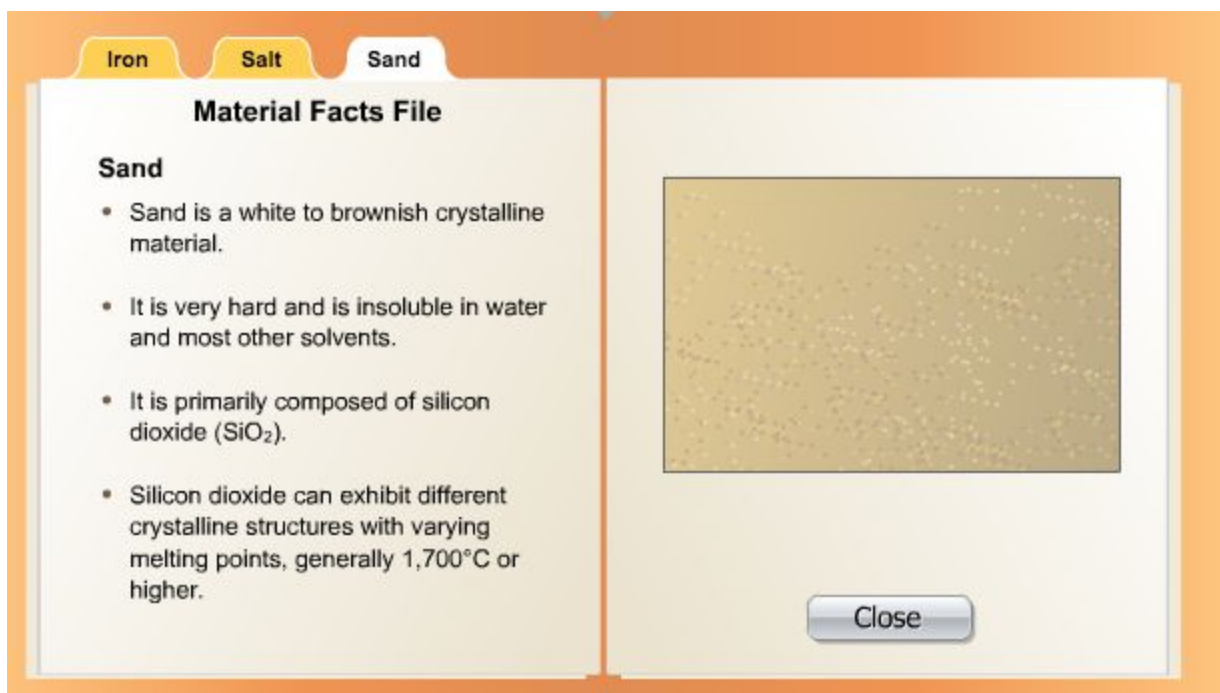 Iron
Salt
Sand
Material Facts File
Sand
• Sand is a white to brownish crystalline
material.
• It is very hard and is insoluble in water
and most other solvents.
• It is primarily composed of silicon
dioxide (SiO₂).
• Silicon dioxide can exhibit different
crystalline structures with varying
melting points, generally 1,700°C or
higher.
Close